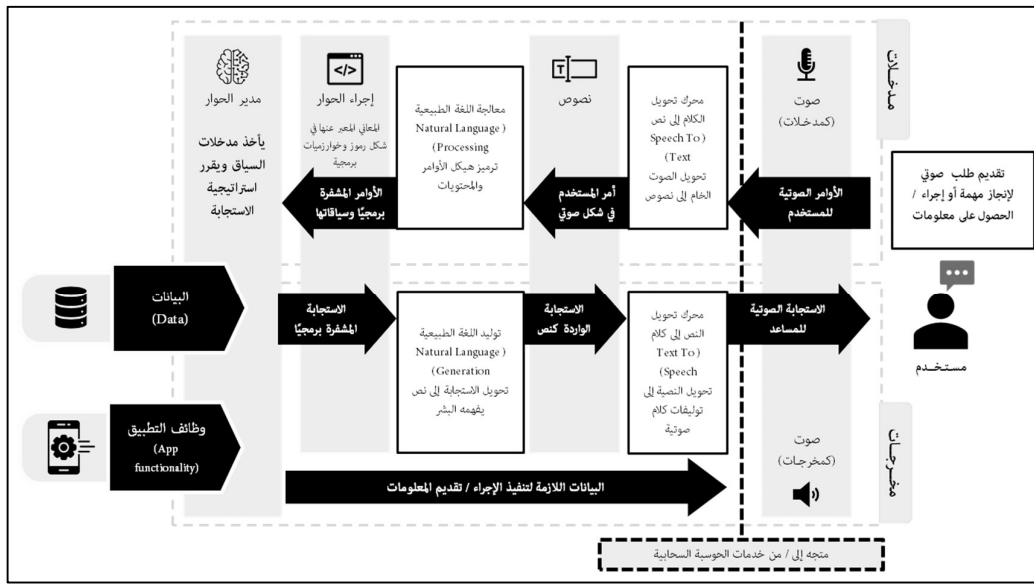 مدخلات
صوت
(كمدخلات)
نصوص
إجراء الحوار
المعاني المعبر عنها في
شكل رموز وخوارزميات
برمجية
مدير الحوار
يأخذ مدخلات
السياق ويقرر
استراتيجية
الاستجابة
محرك تحويل
الكلام إلى نص
(Speech To
Text)
تحويل الصوت
الخام إلى نصوص
معالجة اللغة الطبيعية
(Natural Language
Processing)
ترميز هيكل الأوامر
والمحتويات
تقديم طلب صوتي
لإنجاز مهمة أو إجراء /
الحصول على معلومات
الأوامر الصوتية
للمستخدم
أمر المستخدم
في شكل صوتي
الأوامر المشفرة
برمجيًا وسياقاتها
مستخدم
البيانات
(Data)
الاستجابة
المشفرة برمجيًا
توليد اللغة الطبيعية
(Natural Language
Generation)
تحويل الاستجابة إلى نص
يفهمه البشر
الاستجابة
الواردة كنص
محرك تحويل
النص إلى كلام
(Text To
Speech)
تحويل النصية إلى
توليفات كلام
صوتية
الاستجابة الصوتية
للمساعد
وظائف التطبيق
(App
functionality)
صوت
(كمخرجات)
مخرجات
البيانات اللازمة لتنفيذ الإجراء / تقديم المعلومات
متجه إلى / من خدمات الحوسبة السحابية